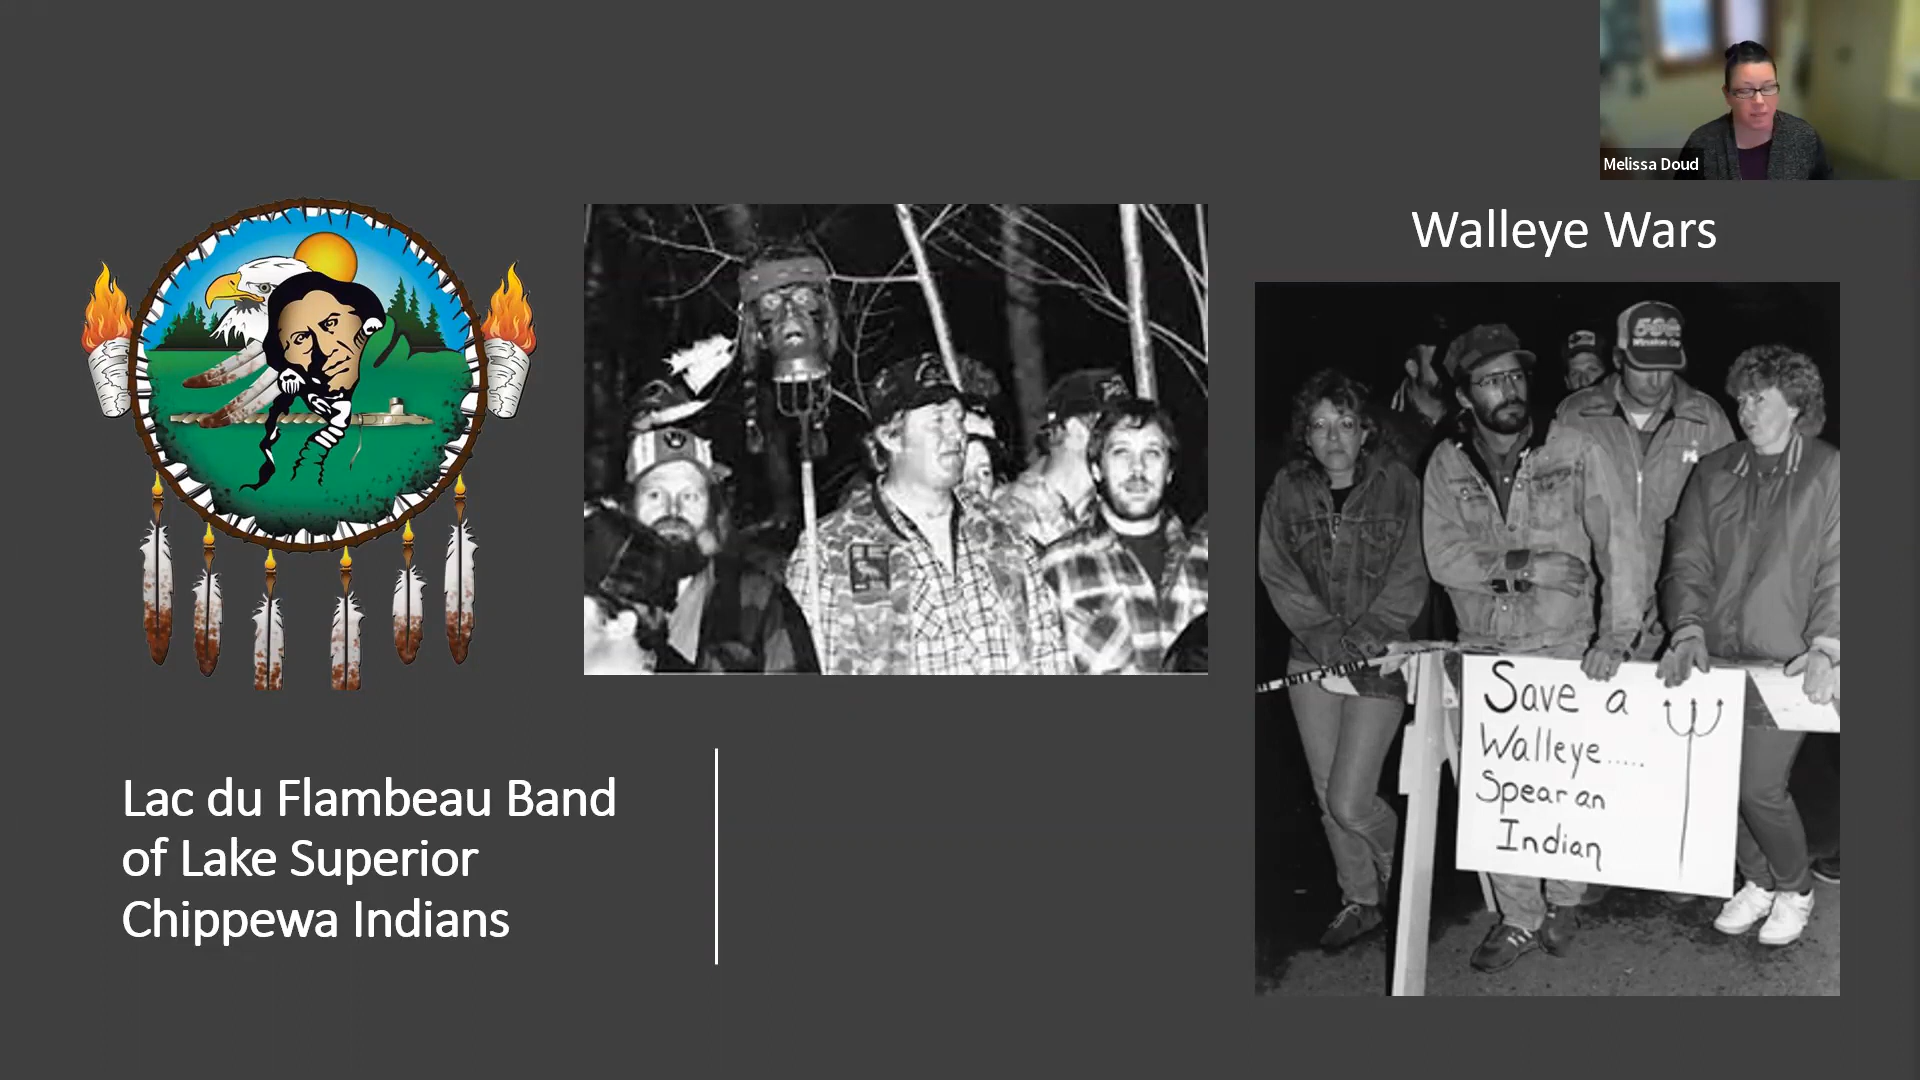 Melissa Doud
Walleye Wars
Save a
Walleye.....
Spear an
Indian
Lac du Flambeau Band
of Lake Superior
Chippewa Indians